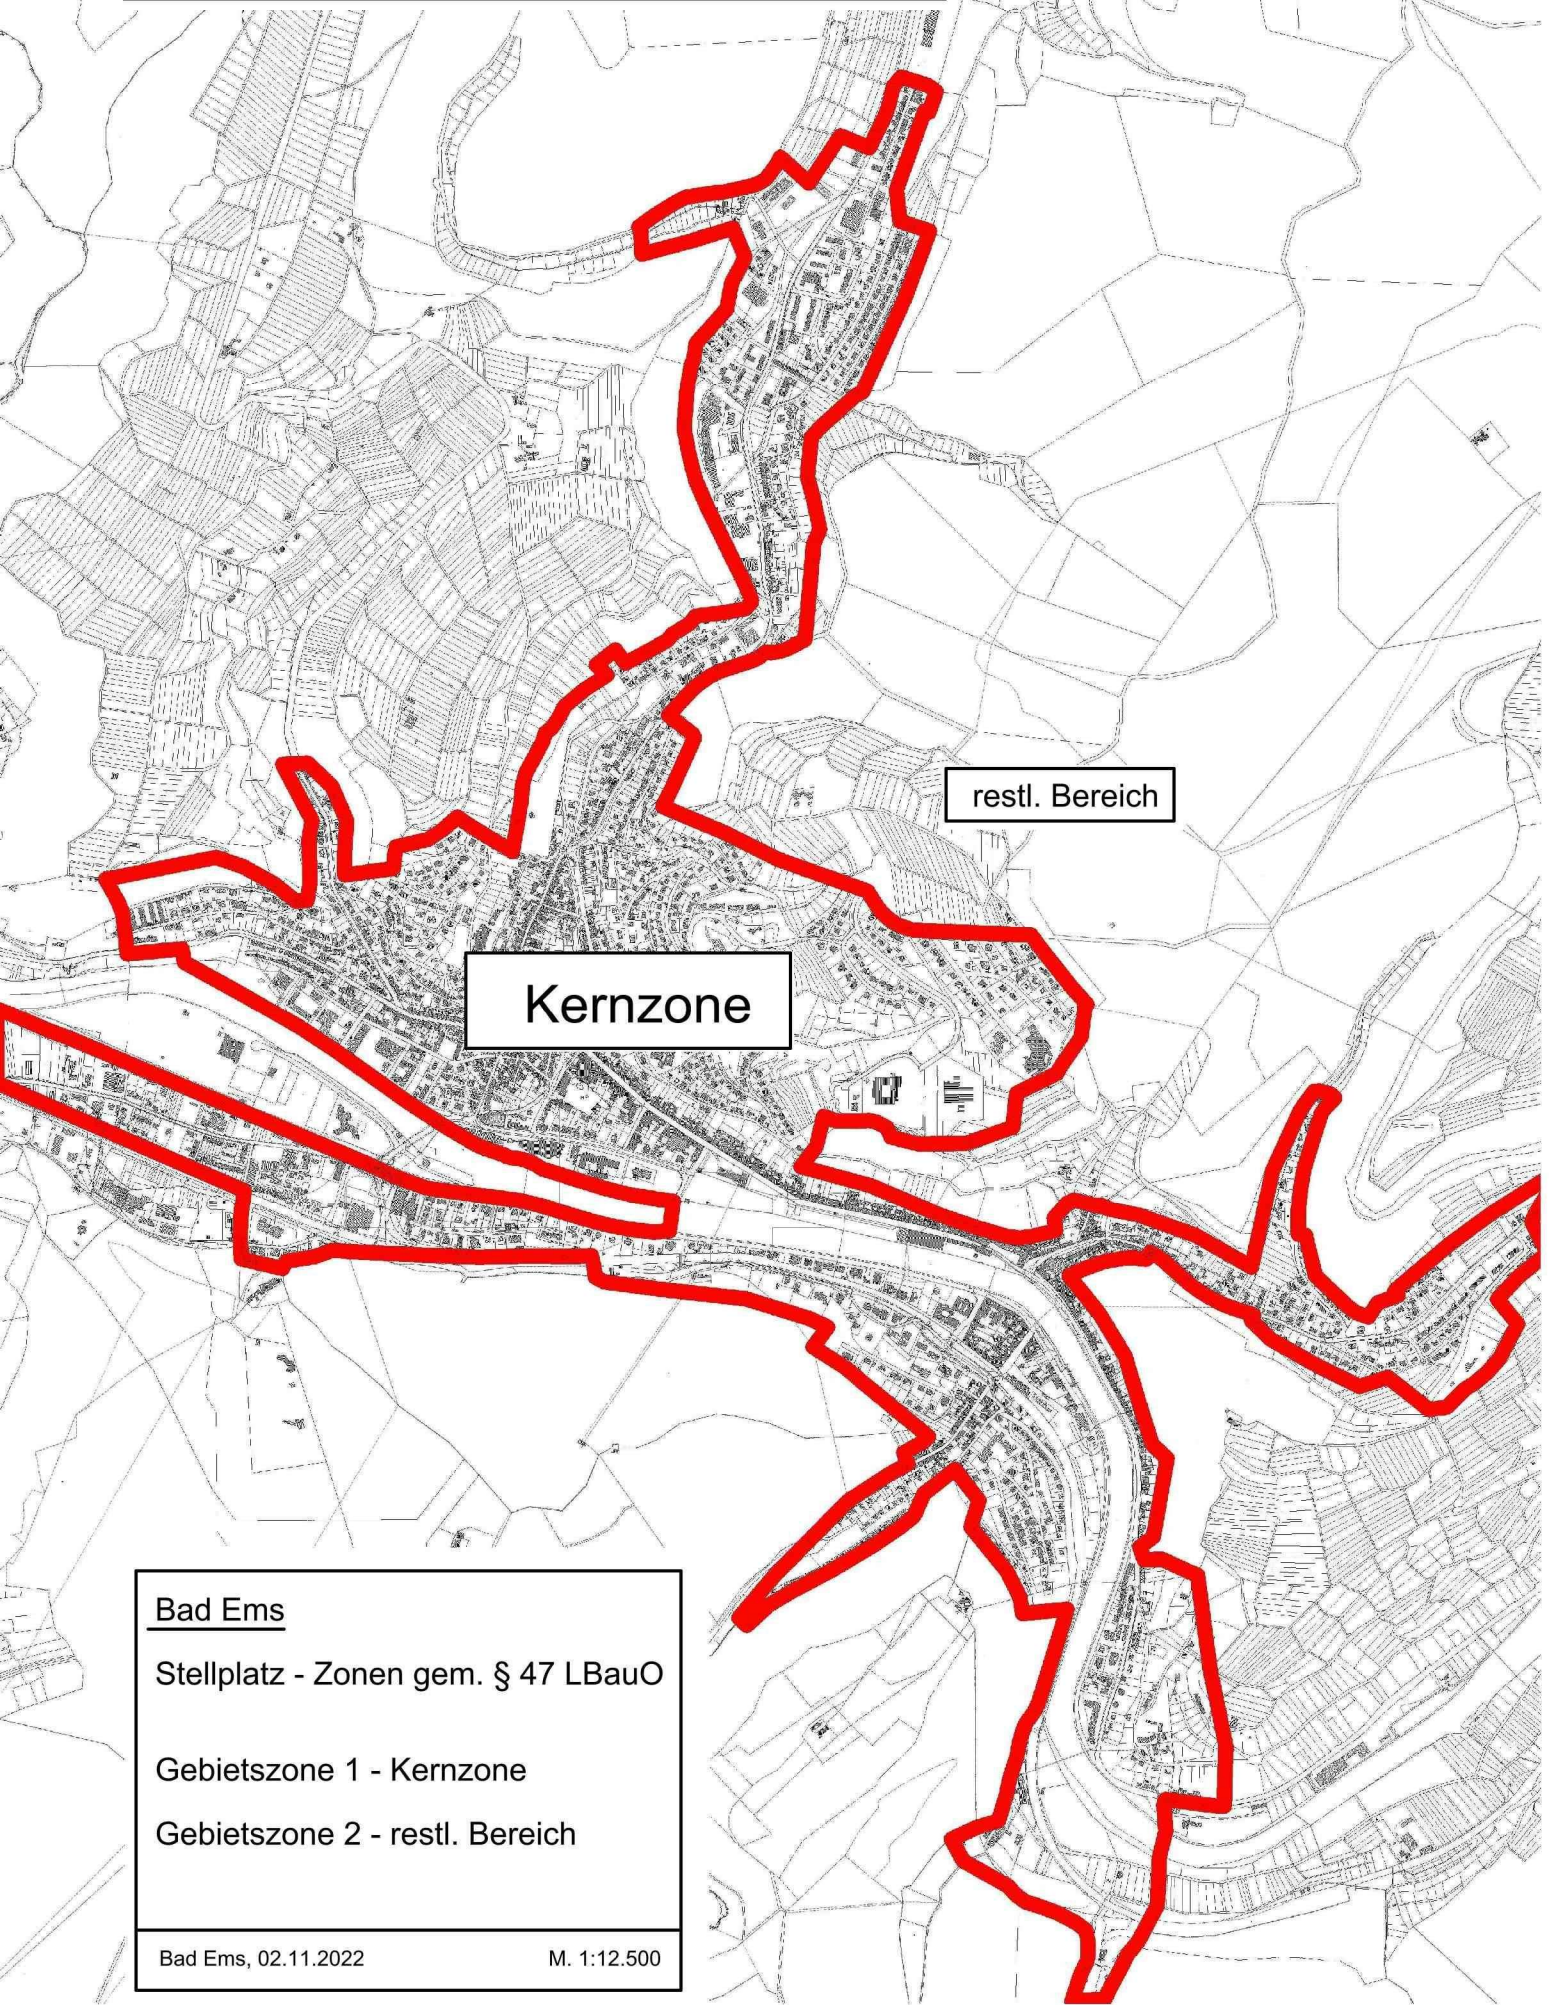 restl. Bereich
Kernzone
Bad Ems
Stellplatz - Zonen gem. § 47 LBauO
Gebietszone 1 - Kernzone
Gebietszone 2 - restl. Bereich
Bad Ems, 02.11.2022
M. 1:12.500